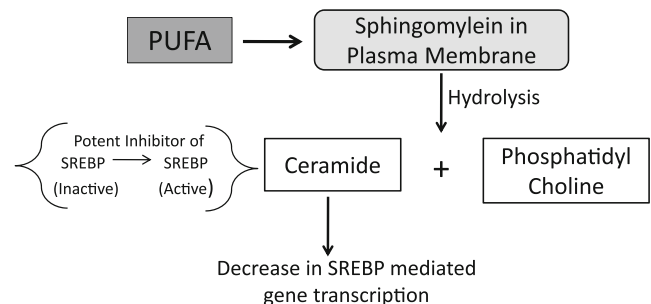 PUFA
Sphingomylein in
Plasma Membrane
Hydrolysis
Potent Inhibitor of
SREBP
SREBP
(Inactive)
(Active)
Ceramide
+
Phosphatidyl
Choline
Decrease in SREBP mediated
gene transcription